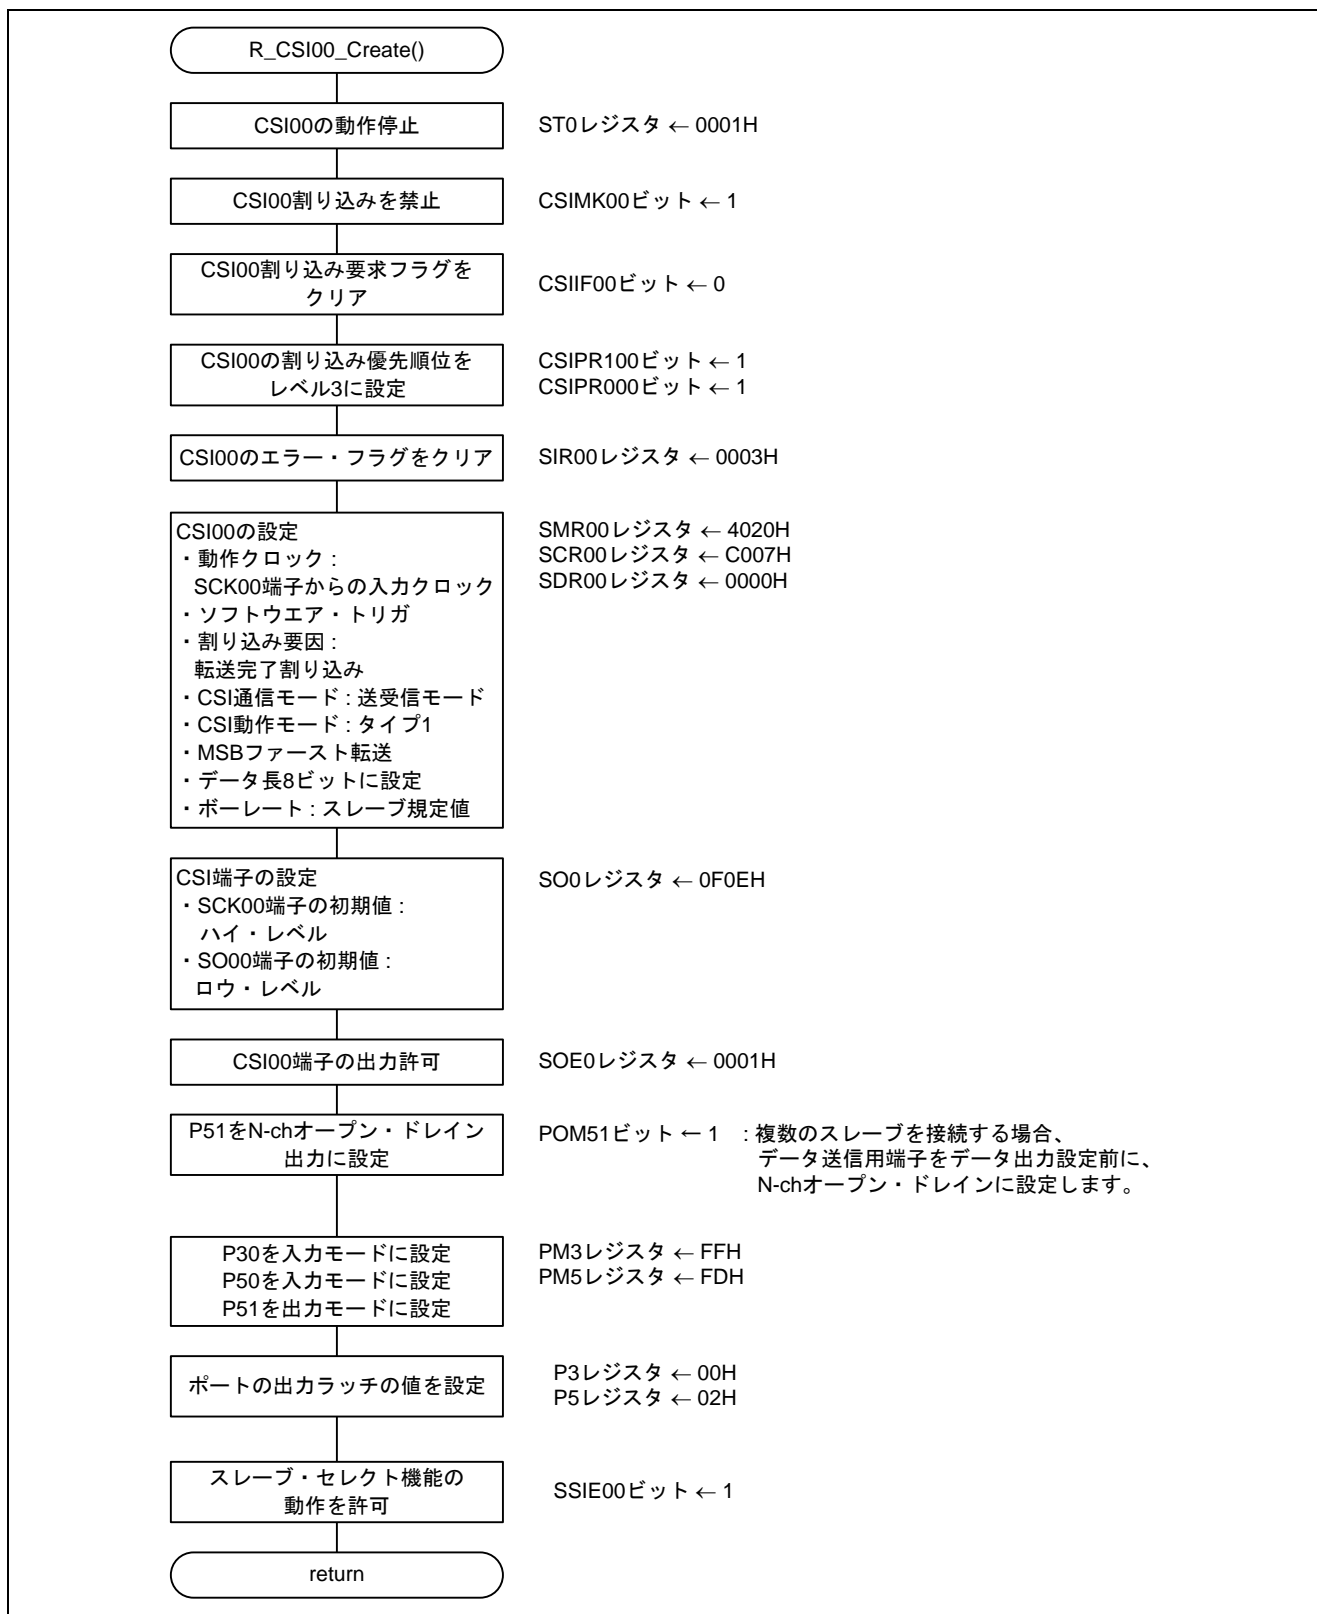 R_CSI00_Create()
CSI00の動作停止
ST0レジスタ ← 0001H
CSI00割り込みを禁止
CSIMK00ビット ← 1
CSI00割り込み要求フラグを
クリア
CSIIF00ビット ← 0
CSI00の割り込み優先順位を
レベル3に設定
CSIPR100ビット ← 1
CSIPR000ビット ← 1
CSI00のエラー・フラグをクリア
SIR00レジスタ ← 0003H
CSI00の設定
・動作クロック :
SCK00端子からの入力クロック
・ソフトウエア・トリガ
・割り込み要因 :
転送完了割り込み
・CSI通信モード : 送受信モード
・CSI動作モード : タイプ1
・MSBファースト転送
・データ長8ビットに設定
・ボーレート : スレーブ規定値
SMR00レジスタ ← 4020H
SCR00レジスタ ← C007H
SDR00レジスタ ← 0000H
CSI端子の設定
・SCK00端子の初期値 :
ハイ・レベル
・SO00端子の初期値 :
ロウ・レベル
SO0レジスタ ← 0F0EH
CSI00端子の出力許可
SOE0レジスタ ← 0001H
P51をN-chオープン・ドレイン
出力に設定
POM51ビット ← 1 : 複数のスレーブを接続する場合、
データ送信用端子をデータ出力設定前に、
N-chオープン・ドレインに設定します。
P30を入力モードに設定
P50を入力モードに設定
P51を出力モードに設定
PM3レジスタ ← FFH
PM5レジスタ ← FDH
ポートの出力ラッチの値を設定
P3レジスタ ← 00H
P5レジスタ ← 02H
スレーブ・セレクト機能の
動作を許可
SSIE00ビット ← 1
return